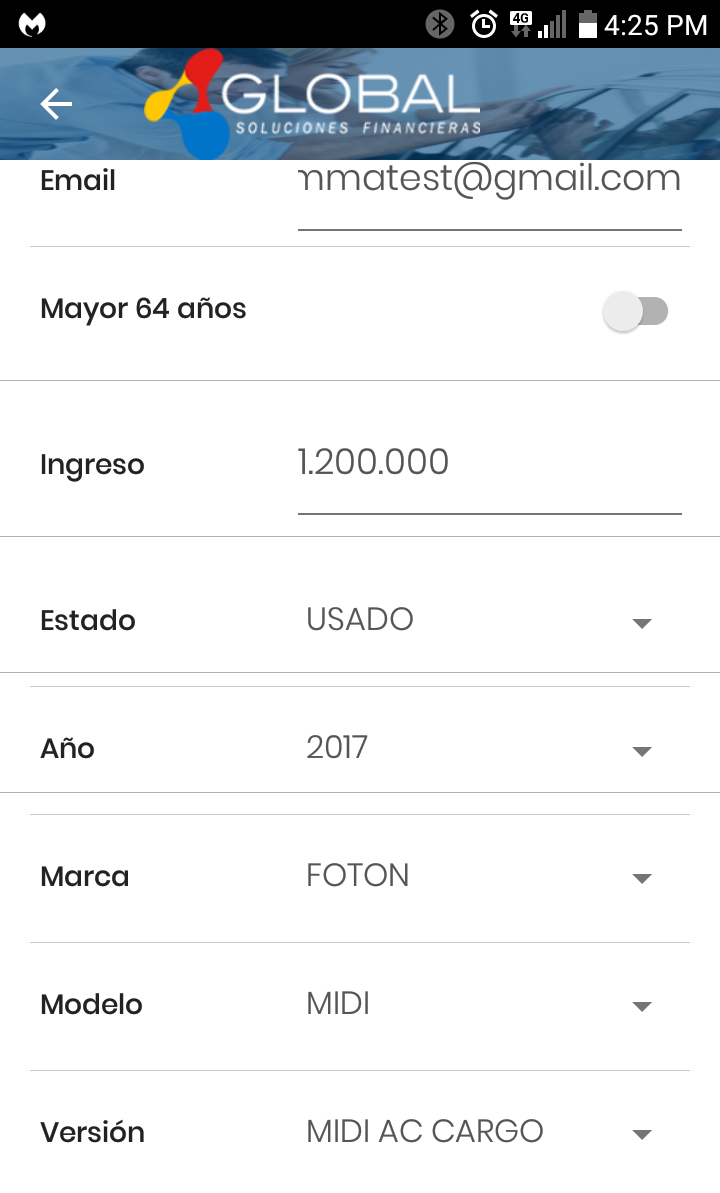 4G 4:25 PM
GLOBAL
SOLUCIONES FINANCIERAS
Email mmatest@gmail.com
Mayor 64 años
Ingreso 1.200.000
Estado USADO
Año 2017
Marca FOTON
Modelo MIDI
Versión MIDI AC CARGO